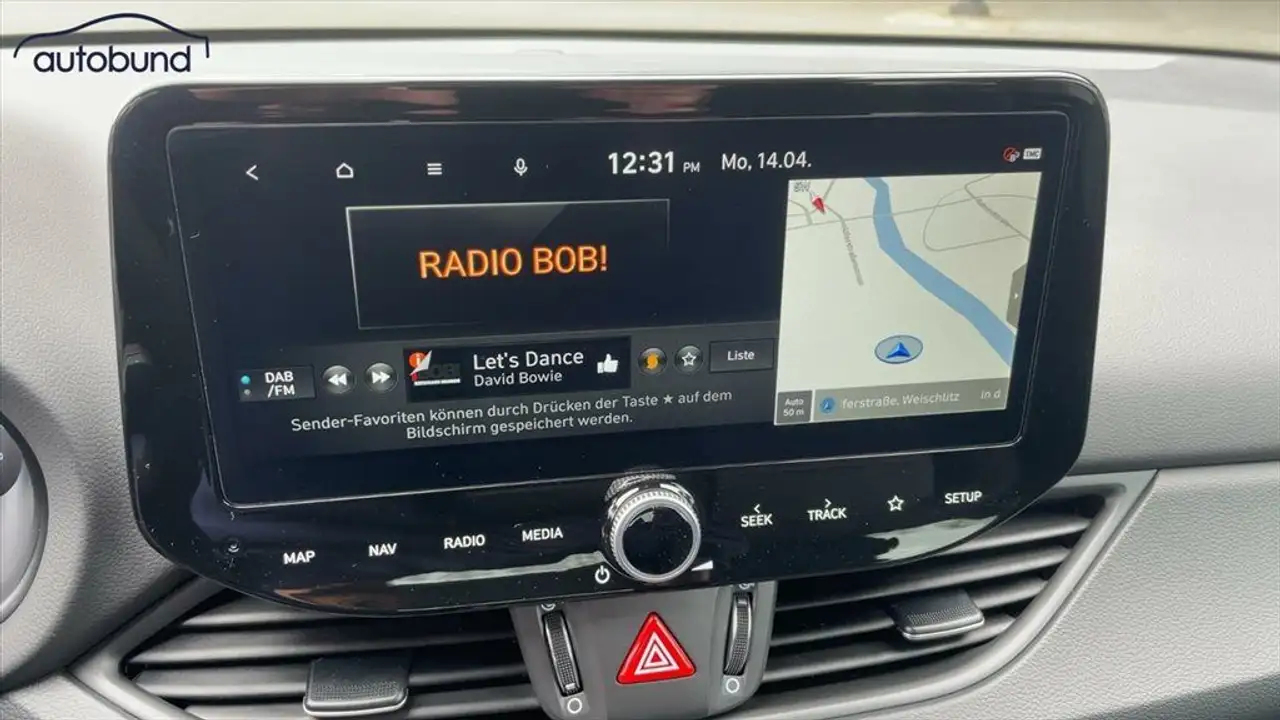 autobund
12:31 PM Mo, 14.04.
TMC
RADIO BOB!
DAB
/FM
Let's Dance
David Bowie
Liste
Sender-Favoriten können durch Drücken der Taste ★ auf dem
Bildschirm gespeichert werden.
Auto
50 m
ferstraße, Weischlitz in d
MAP
NAV
RADIO
MEDIA
SEEK
TRACK
SETUP